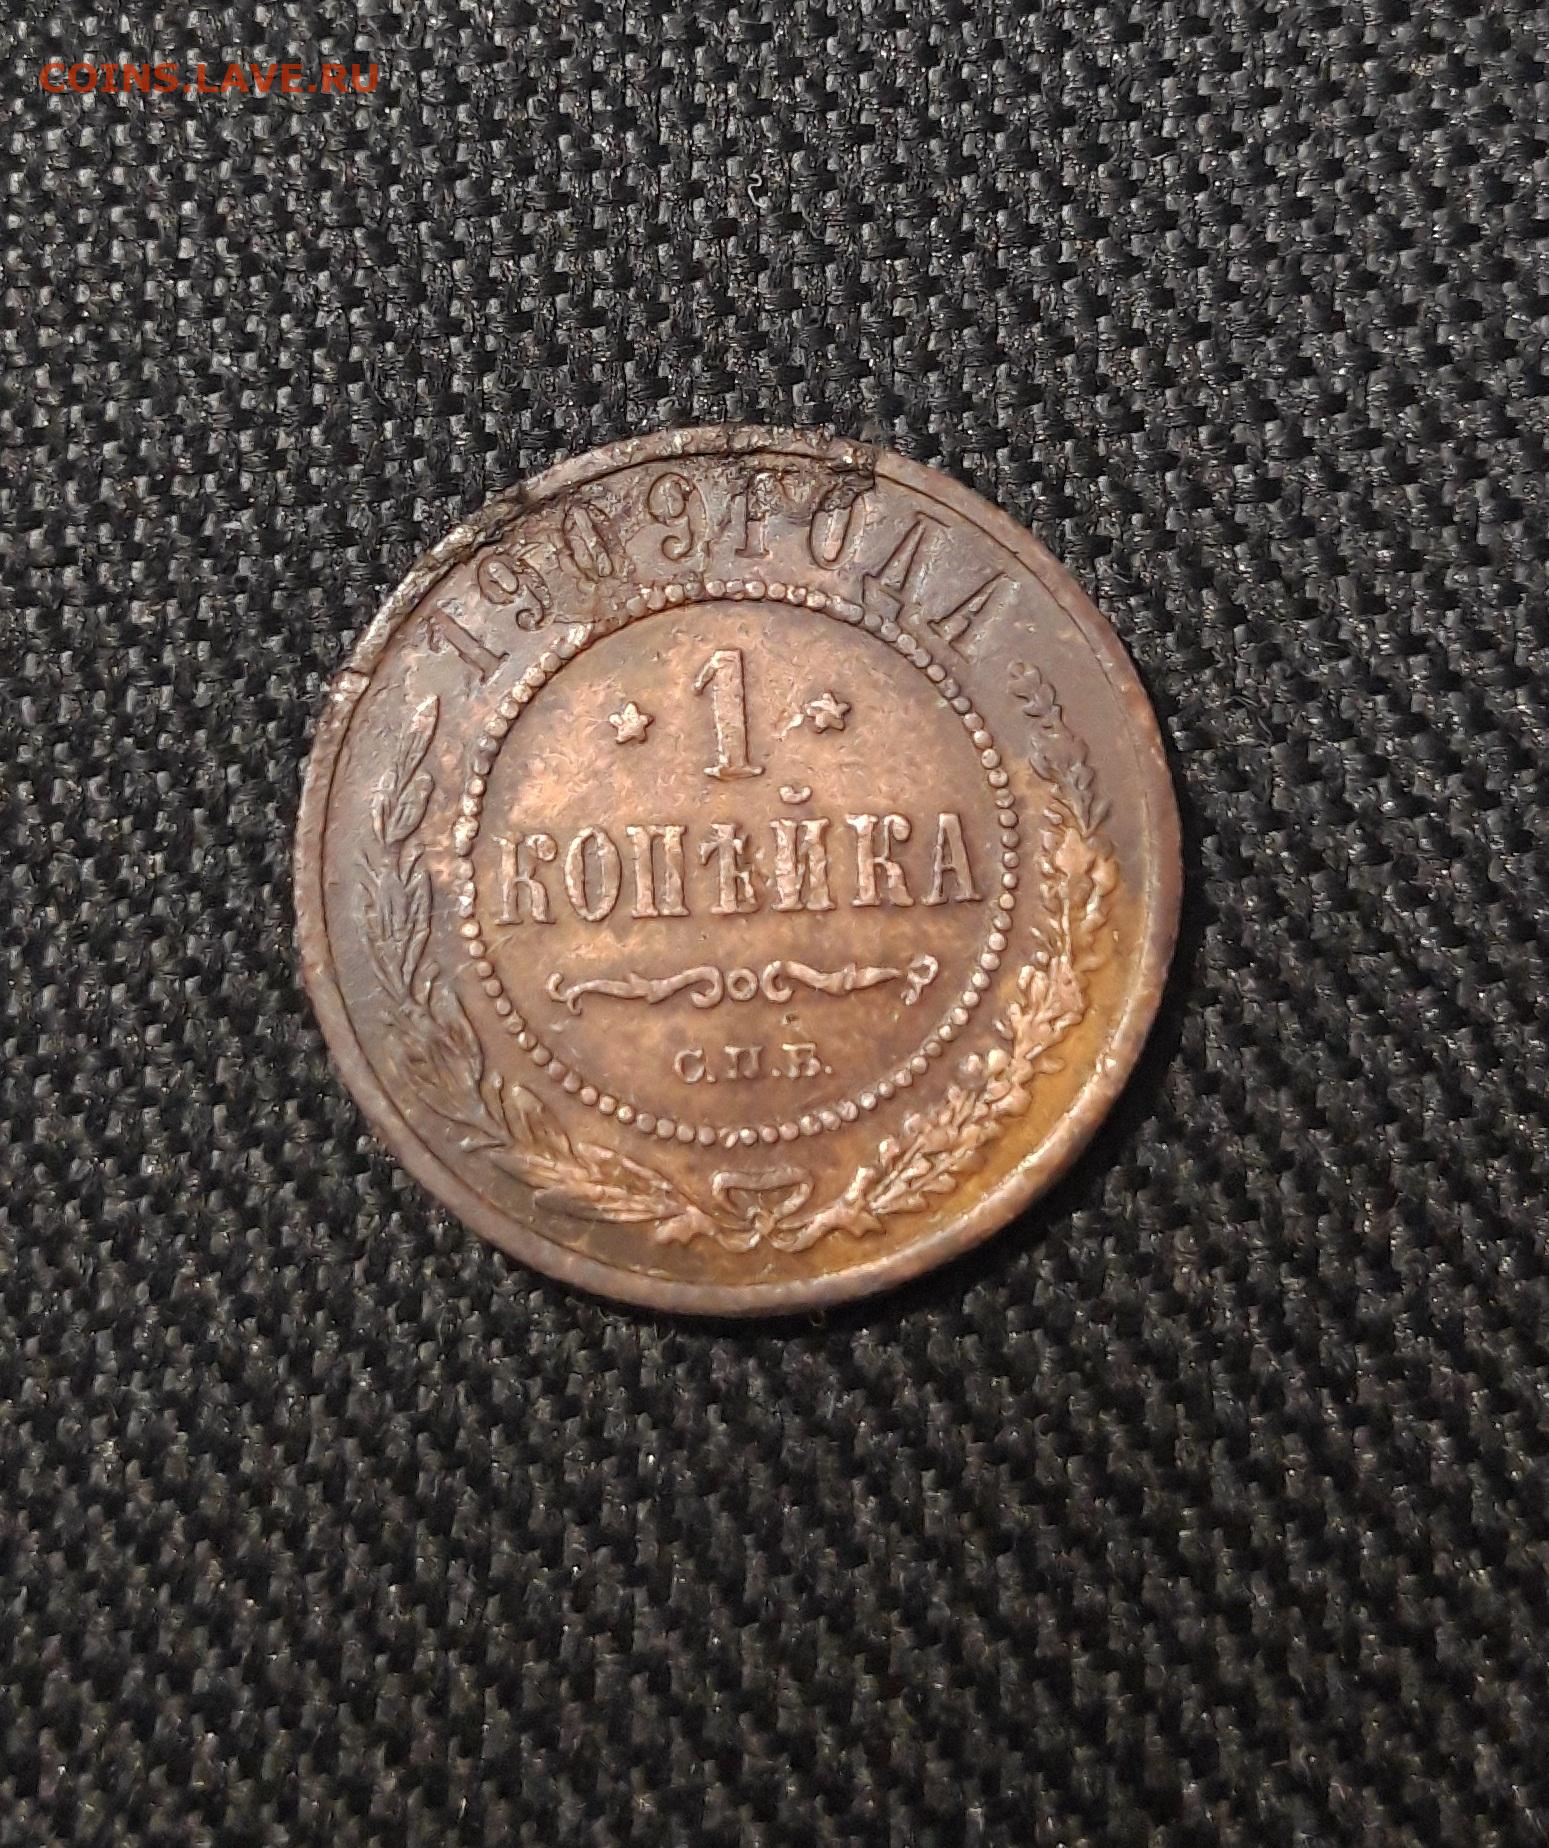 COINS.LAVE.RU
1909 ГОДА
1
КОПѢЙКА
С.П.Б.